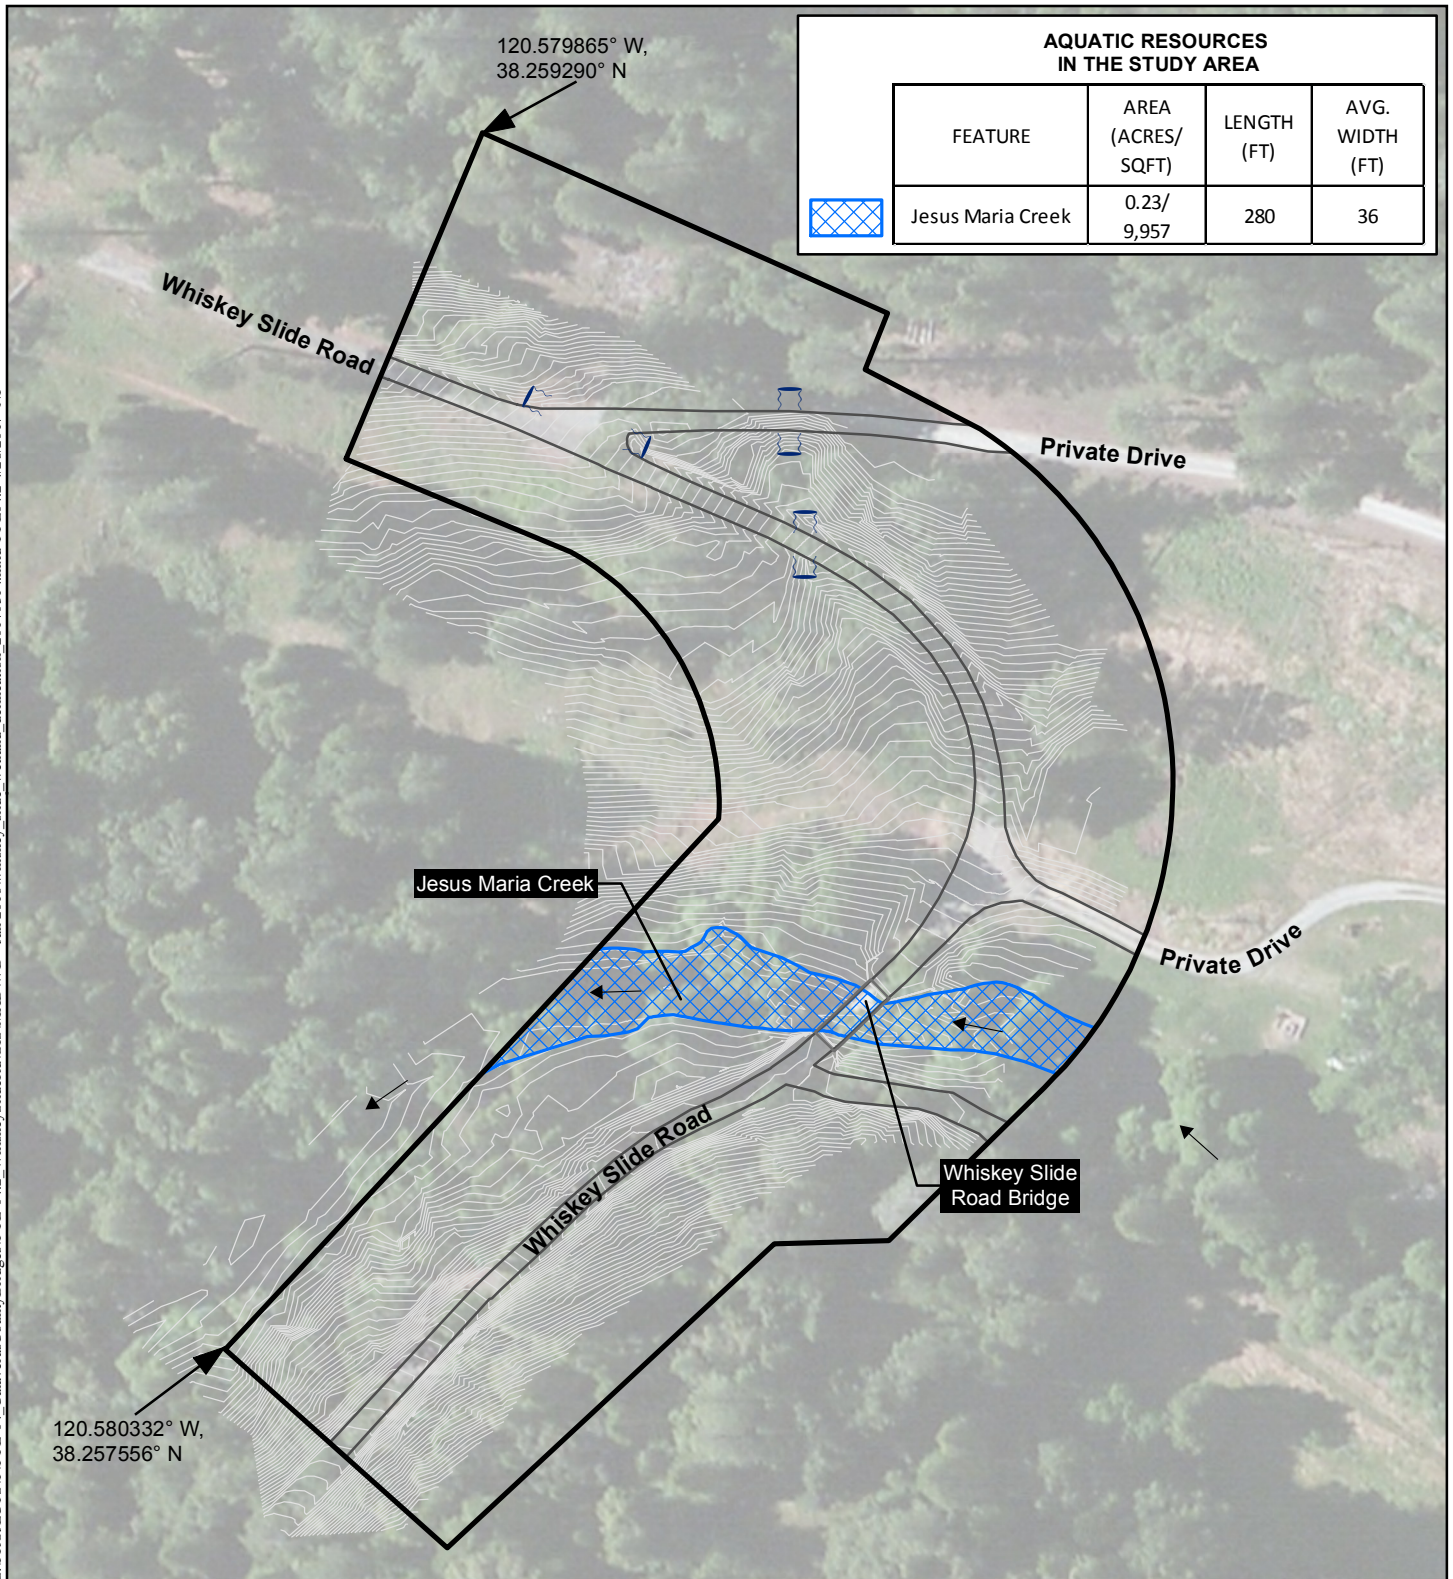 120.579865° W,
38.259290° N
AQUATIC RESOURCES
IN THE STUDY AREA
FEATURE
AREA
(ACRES/
SQFT)
LENGTH
(FT)
AVG.
WIDTH
(FT)
Jesus Maria Creek
0.23/
9,957
280
36
Whiskey Slide Road
Private Drive
Jesus Maria Creek
Private Drive
Whiskey Slide Road
Whiskey Slide
Road Bridge
120.580332° W,
38.257556° N